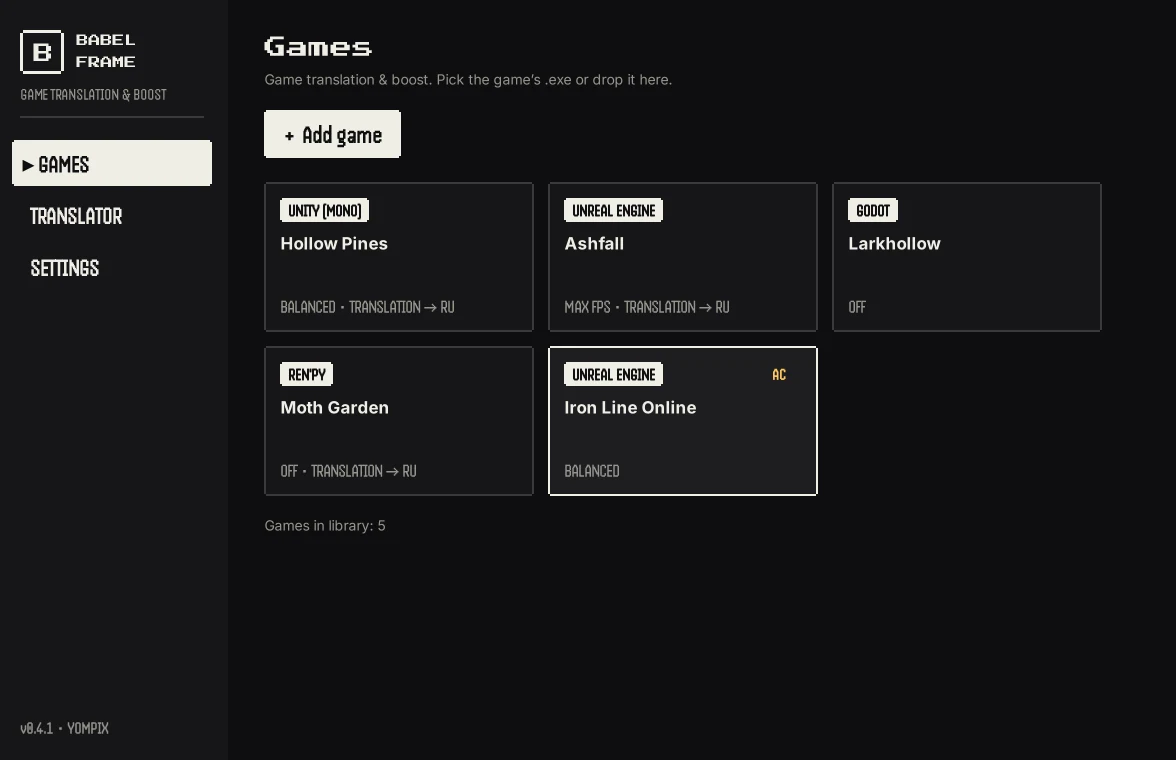 B
BABEL
FRAME
GAME TRANSLATION & BOOST
▶ GAMES
TRANSLATOR
SETTINGS
v0.4.1 · YOMPIX
Games
Game translation & boost. Pick the game's .exe or drop it here.
+ Add game
UNITY [MONO]
Hollow Pines
BALANCED · TRANSLATION → RU
UNREAL ENGINE
Ashfall
MAX FPS · TRANSLATION → RU
GODOT
Larkhollow
OFF
REN'PY
Moth Garden
OFF · TRANSLATION → RU
UNREAL ENGINE AC
Iron Line Online
BALANCED
Games in library: 5